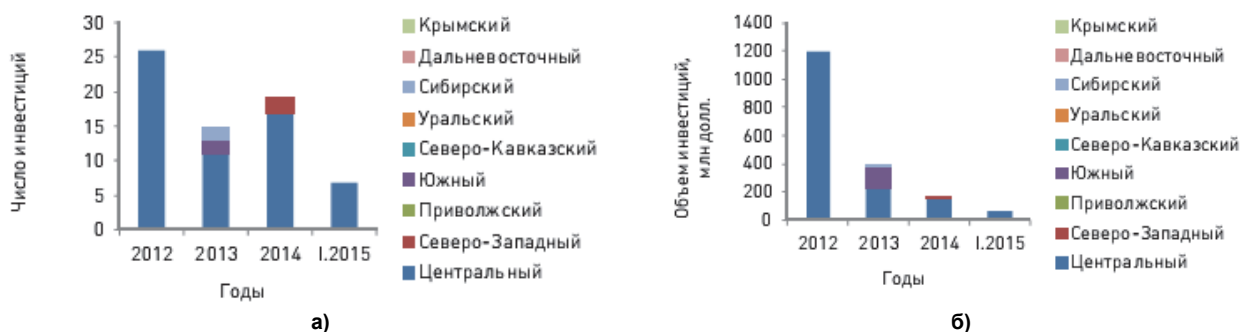 Число инвестиций
30
25
20
15
10
5
0
2012 2013 2014 I.2015
Годы
Крымский
Дальневосточный
Сибирский
Уральский
Северо-Кавказский
Южный
Приволжский
Северо-Западный
Центральный
а)
Объем инвестиций,
млн долл.
1400
1200
1000
800
600
400
200
0
2012 2013 2014 I.2015
Годы
Крымский
Дальневосточный
Сибирский
Уральский
Северо-Кавказский
Южный
Приволжский
Северо-Западный
Центральный
б)